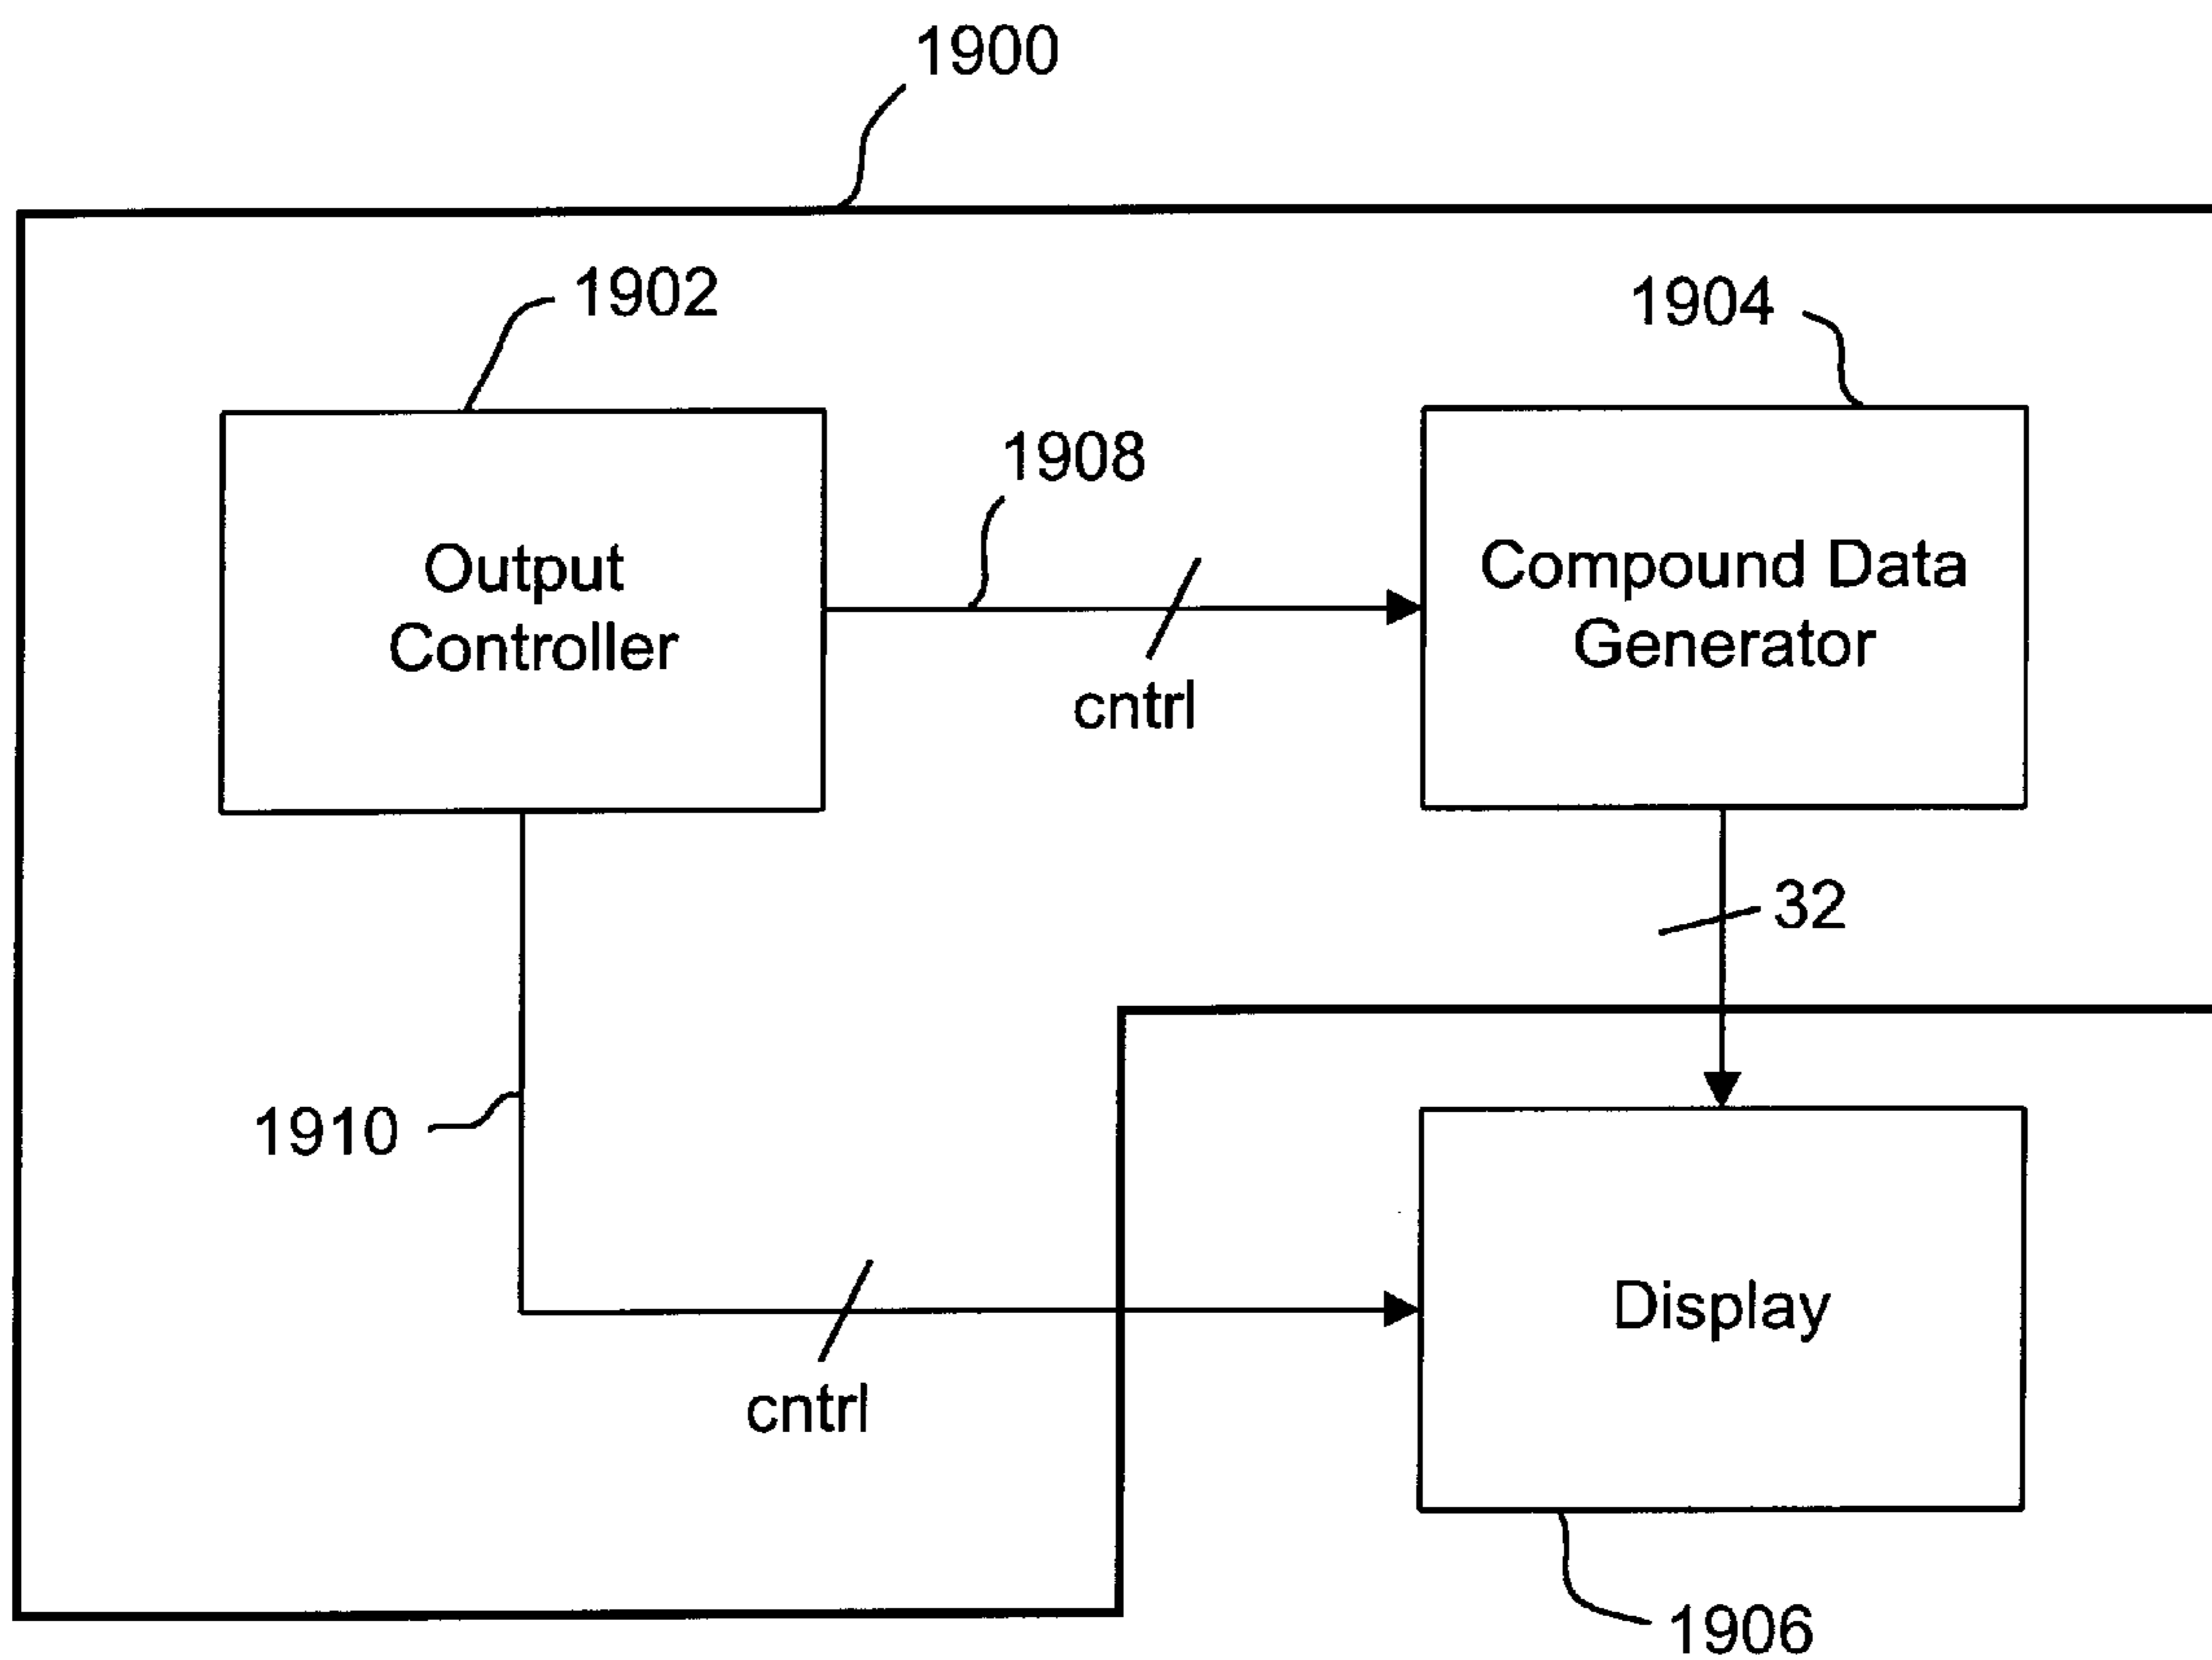 1900
1902
1904
1908
Output
Controller
Compound Data
Generator
cntrl
32
1910
Display
cntrl
1906